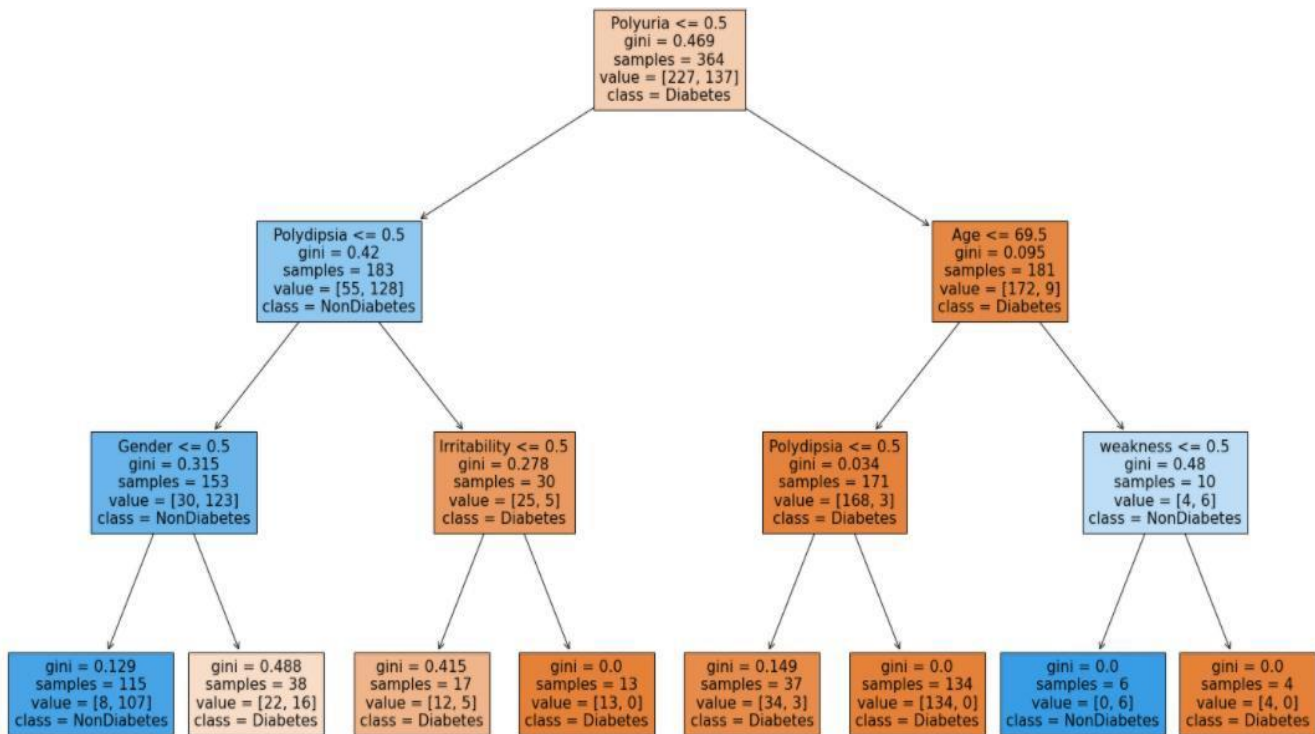 Polyuria <= 0.5
gini = 0.469
samples = 364
value = [227, 137]
class = Diabetes
Polydipsia <= 0.5
gini = 0.42
samples = 183
value = [55, 128]
class = NonDiabetes
Age <= 69.5
gini = 0.095
samples = 181
value = [172, 9]
class = Diabetes
Gender <= 0.5
gini = 0.315
samples = 153
value = [30, 123]
class = NonDiabetes
Irritability <= 0.5
gini = 0.278
samples = 30
value = [25, 5]
class = Diabetes
Polydipsia <= 0.5
gini = 0.034
samples = 171
value = [168, 3]
class = Diabetes
weakness <= 0.5
gini = 0.48
samples = 10
value = [4, 6]
class = NonDiabetes
gini = 0.129
samples = 115
value = [8, 107]
class = NonDiabetes
gini = 0.488
samples = 38
value = [22, 16]
class = Diabetes
gini = 0.415
samples = 17
value = [12, 5]
class = Diabetes
gini = 0.0
samples = 13
value = [13, 0]
class = Diabetes
gini = 0.149
samples = 37
value = [34, 3]
class = Diabetes
gini = 0.0
samples = 134
value = [134, 0]
class = Diabetes
gini = 0.0
samples = 6
value = [0, 6]
class = NonDiabetes
gini = 0.0
samples = 4
value = [4, 0]
class = Diabetes